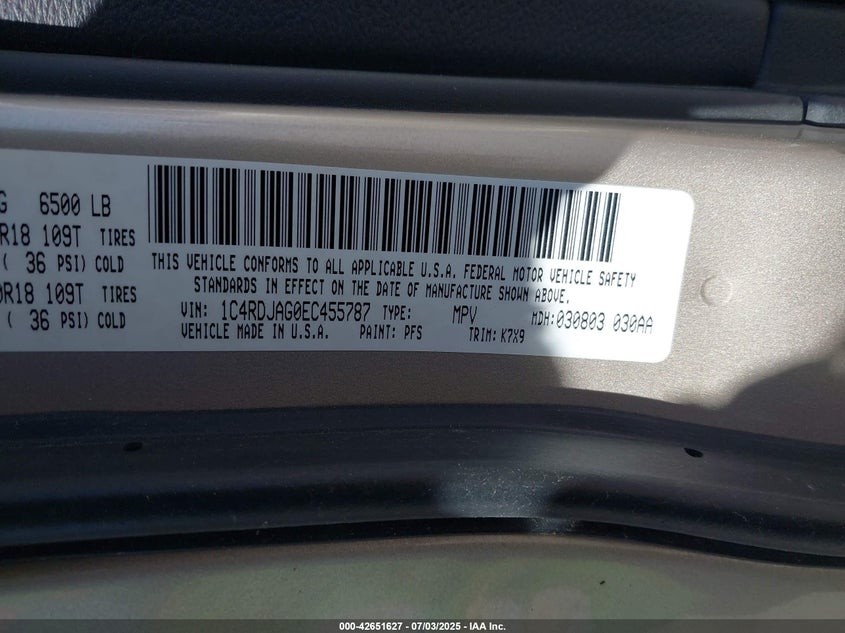 G 6500 LB
R18 109T TIRES
( 36 PSI) COLD
0R18 109T TIRES
( 36 PSI) COLD
THIS VEHICLE CONFORMS TO ALL APPLICABLE U.S.A. FEDERAL MOTOR VEHICLE SAFETY
STANDARDS IN EFFECT ON THE DATE OF MANUFACTURE SHOWN ABOVE.
VIN: 1C4RDJAG0EC455787 TYPE: MPV MDH: 030803 030AA
VEHICLE MADE IN U.S.A. PAINT: PFS TRIM: K7X9
000-42651627 - 07/03/2025 - IAA Inc.